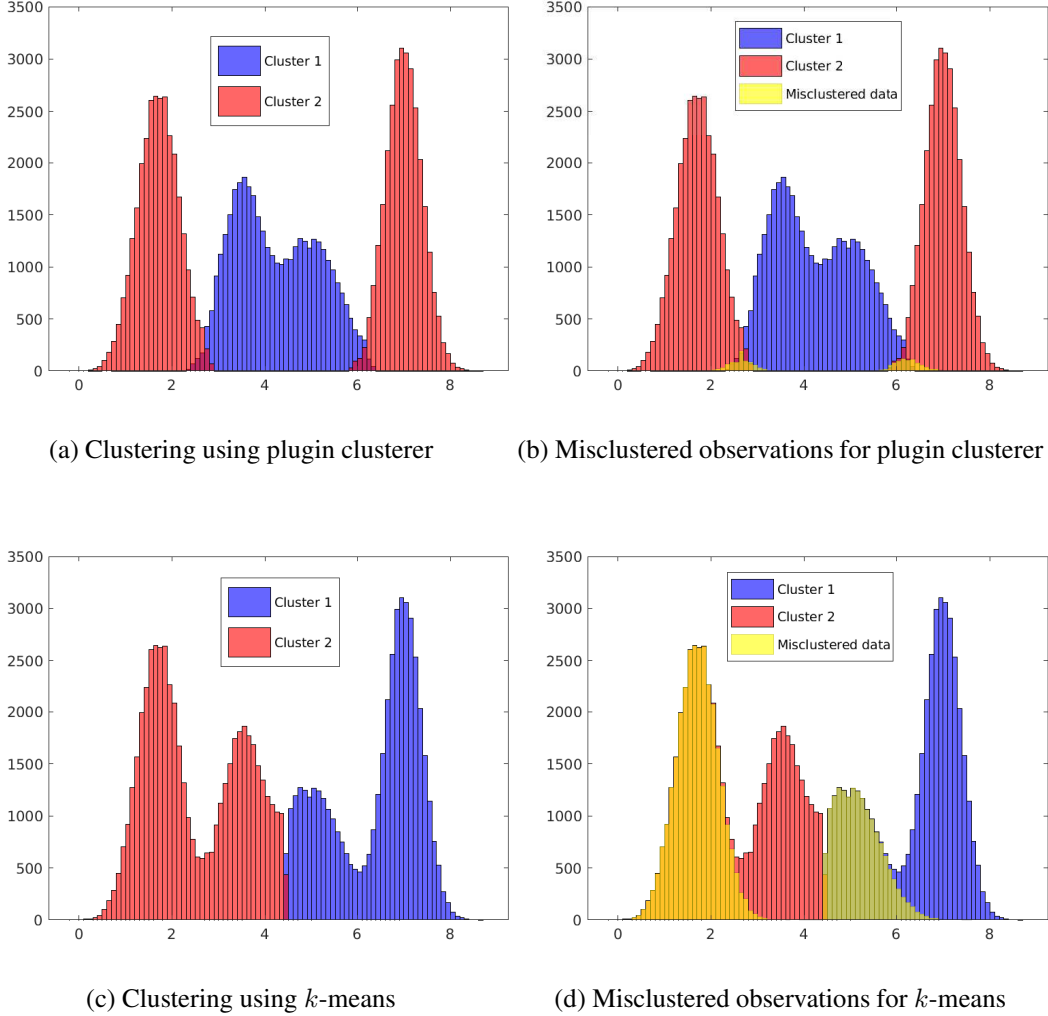 3500
3000
2500
2000
1500
1000
500
0
0 2 4 6 8
Cluster 1
Cluster 2
(a) Clustering using plugin clusterer
3500
3000
2500
2000
1500
1000
500
0
0 2 4 6 8
Cluster 1
Cluster 2
Misclustered data
(b) Misclustered observations for plugin clusterer
3500
3000
2500
2000
1500
1000
500
0
0 2 4 6 8
Cluster 1
Cluster 2
(c) Clustering using k-means
3500
3000
2500
2000
1500
1000
500
0
0 2 4 6 8
Cluster 1
Cluster 2
Misclustered data
(d) Misclustered observations for k-means